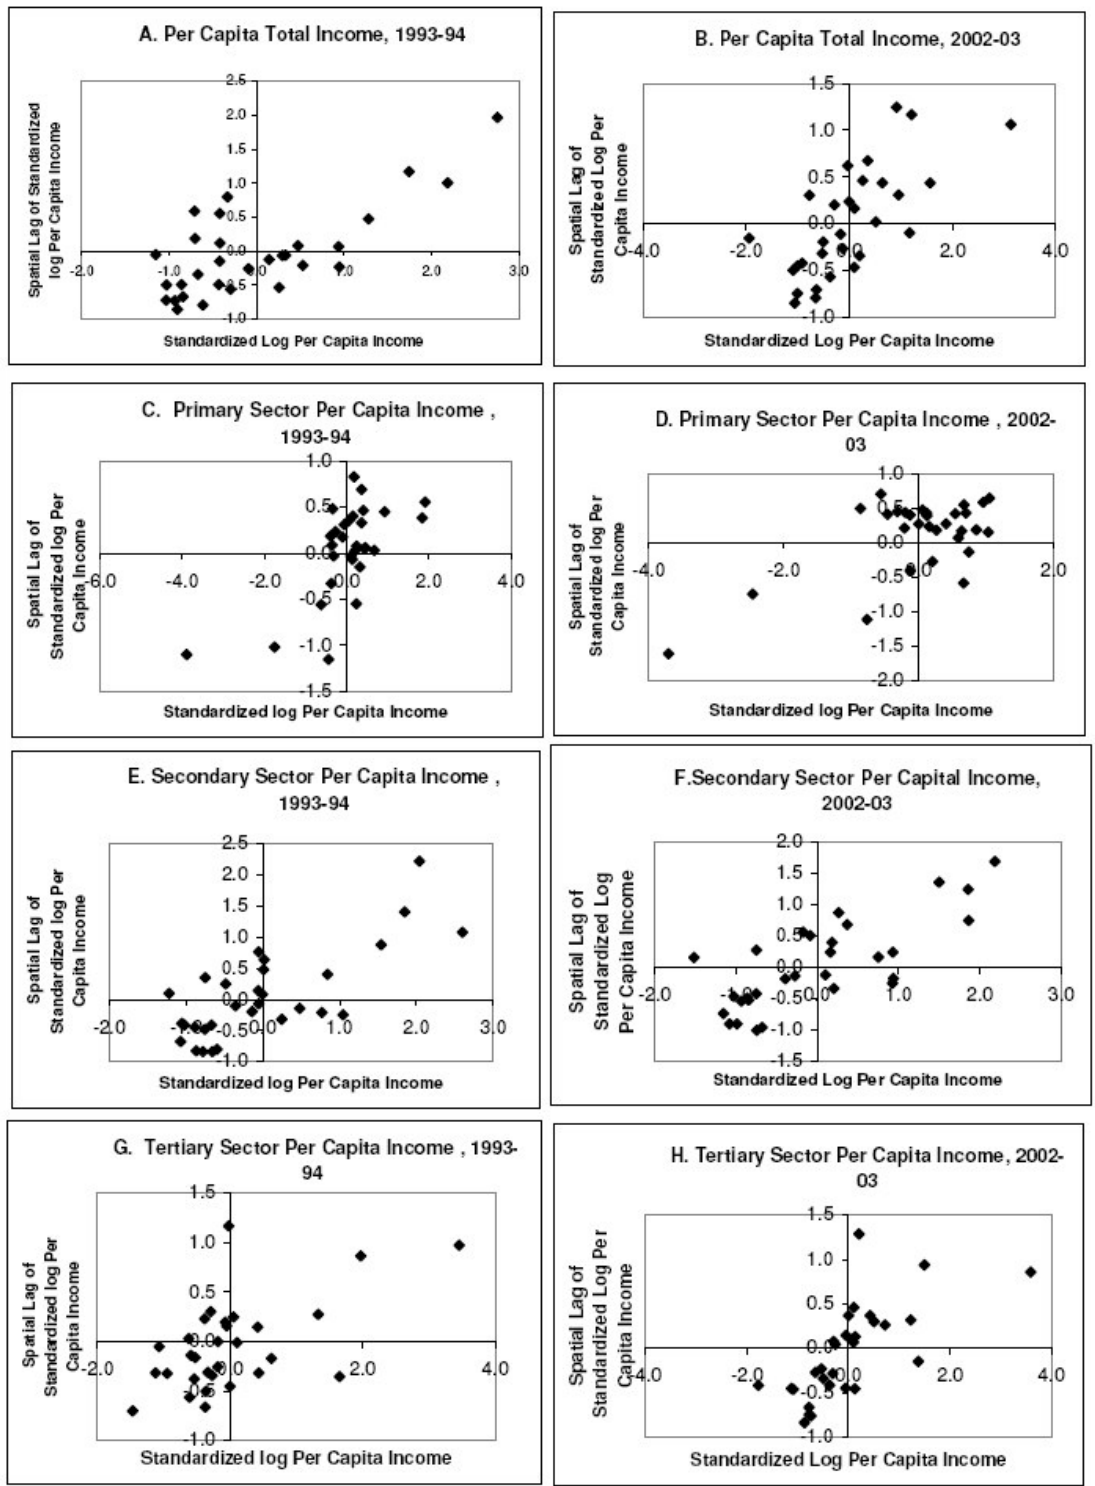 A. Per Capita Total Income, 1993-94
Spatial Lag of Standardized
log Per Capita Income
2.5
2.0
1.5
1.0
0.5
0.0
-0.5
-1.0
-2.0 -1.0 0.0 1.0 2.0 3.0
Standardized Log Per Capita Income
B. Per Capita Total Income, 2002-03
Spatial Lag of
Standardized Log Per
Capita Income
1.5
1.0
0.5
0.0
-0.5
-1.0
-4.0 -2.0 0.0 2.0 4.0
Standardized Log Per Capita Income
C. Primary Sector Per Capita Income ,
1993-94
Spatial Lag of
Standardized log Per
Capita Income
1.0
0.5
0.0
-0.5
-1.0
-1.5
-6.0 -4.0 -2.0 0.0 2.0 4.0
Standardized log Per Capita Income
D. Primary Sector Per Capita Income , 2002-
03
Spatial Lag of
Standardized log Per
Capita Income
1.0
0.5
0.0
-0.5
-1.0
-1.5
-2.0
-4.0 -2.0 0.0 2.0
Standardized log Per Capita Income
E. Secondary Sector Per Capita Income ,
1993-94
Spatial Lag of
Standardized log Per
Capita Income
2.5
2.0
1.5
1.0
0.5
0.0
-0.5
-1.0
-2.0 -1.0 0.0 1.0 2.0 3.0
Standardized log Per Capita Income
F.Secondary Sector Per Capital Income,
2002-03
Spatial Lag of
Standardized Log
Per Capita Income
2.0
1.5
1.0
0.5
0.0
-0.5
-1.0
-1.5
-2.0 -1.0 0.0 1.0 2.0 3.0
Standardized Log Per Capita Income
G. Tertiary Sector Per Capita Income , 1993-
94
Spatial Lag of
Standardized log Per
Capita Income
1.5
1.0
0.5
0.0
-0.5
-1.0
-2.0 0.0 2.0 4.0
Standardized log Per Capita Income
H. Tertiary Sector Per Capita Income, 2002-
03
Spatial Lag of
Standardized Log Per
Capita Income
1.5
1.0
0.5
0.0
-0.5
-1.0
-4.0 -2.0 0.0 2.0 4.0
Standardized Log Per Capita Income